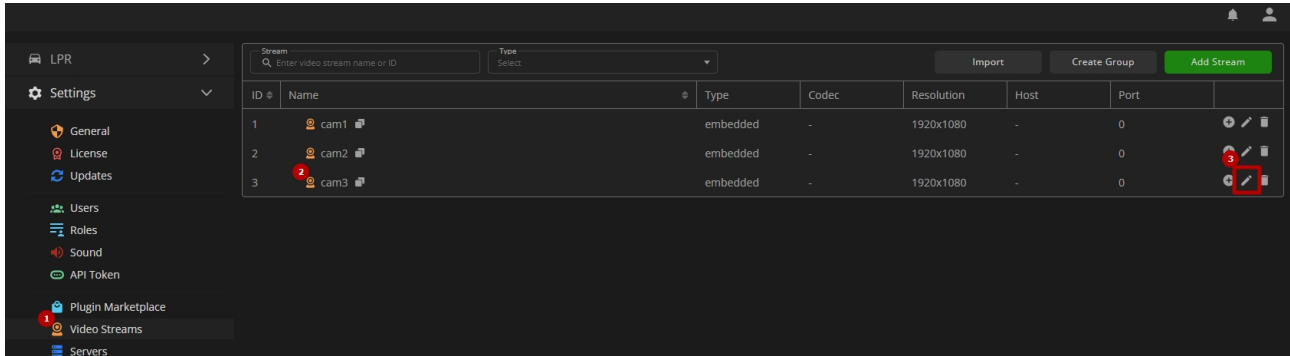 LPR
Settings
General
License
Updates
Users
Roles
Sound
API Token
Plugin Marketplace
1
Video Streams
Servers
Stream
Enter video stream name or ID
Type
Select
Import
Create Group
Add Stream
ID Name Type Codec Resolution Host Port
1 cam1 embedded - 1920x1080 - 0
2 cam2 embedded - 1920x1080 - 0
2
3
3 cam3 embedded - 1920x1080 - 0